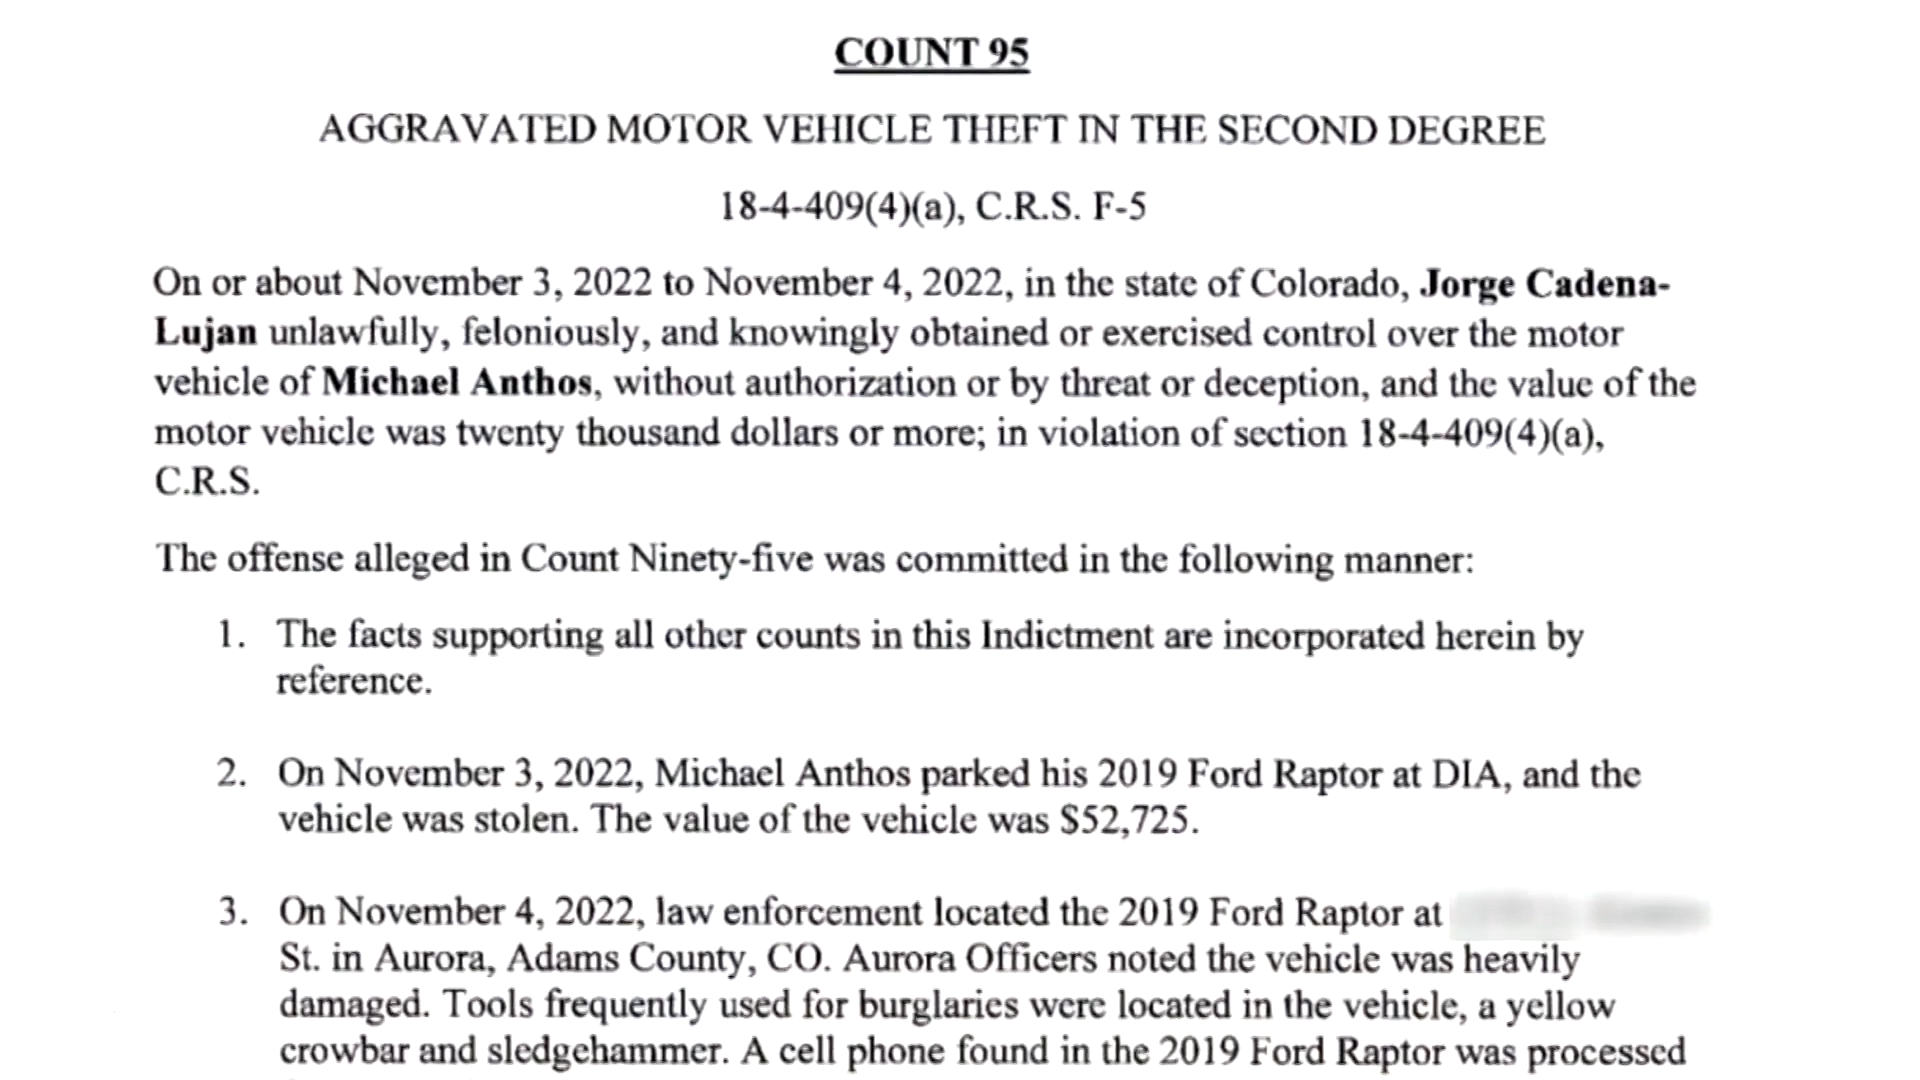 COUNT 95
AGGRAVATED MOTOR VEHICLE THEFT IN THE SECOND DEGREE
18-4-409(4)(a), C.R.S. F-5
On or about November 3, 2022 to November 4, 2022, in the state of Colorado, Jorge Cadena-
Lujan unlawfully, feloniously, and knowingly obtained or exercised control over the motor
vehicle of Michael Anthos, without authorization or by threat or deception, and the value of the
motor vehicle was twenty thousand dollars or more; in violation of section 18-4-409(4)(a),
C.R.S.
The offense alleged in Count Ninety-five was committed in the following manner:
1. The facts supporting all other counts in this Indictment are incorporated herein by
reference.
2. On November 3, 2022, Michael Anthos parked his 2019 Ford Raptor at DIA, and the
vehicle was stolen. The value of the vehicle was $52,725.
3. On November 4, 2022, law enforcement located the 2019 Ford Raptor at
St. in Aurora, Adams County, CO. Aurora Officers noted the vehicle was heavily
damaged. Tools frequently used for burglaries were located in the vehicle, a yellow
crowbar and sledgehammer. A cell phone found in the 2019 Ford Raptor was processed